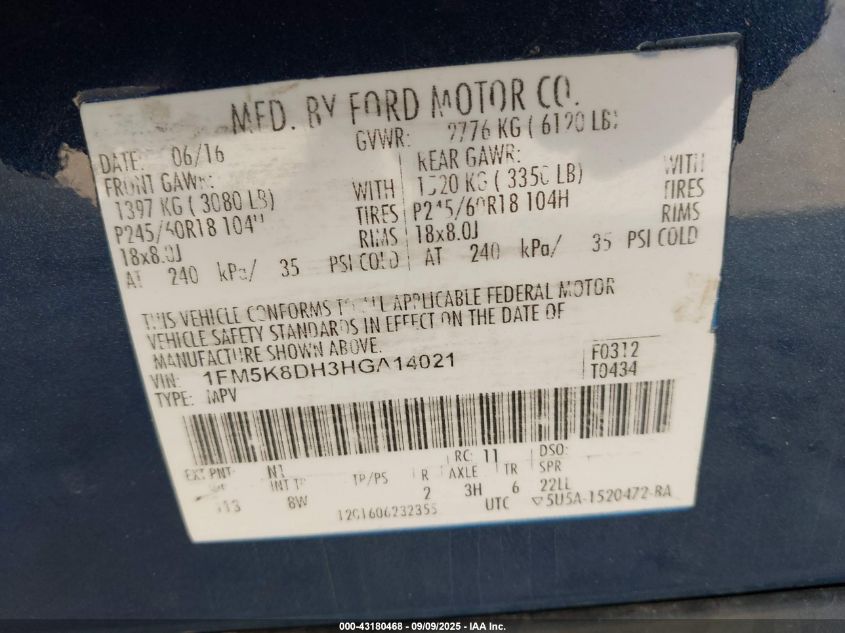 MFD. BY FORD MOTOR CO.
DATE: 06/16 GVWR: 2776 KG ( 6120 LB)
FRONT GAWR: REAR GAWR:
1397 KG ( 3080 LB) WITH 1520 KG ( 3350 LB) WITH
P245/60R18 104H TIRES P245/60R18 104H TIRES
18x8.0J RIMS 18x8.0J RIMS
AT 240 kPa/ 35 PSI COLD AT 240 kPa/ 35 PSI COLD
THIS VEHICLE CONFORMS TO ALL APPLICABLE FEDERAL MOTOR
VEHICLE SAFETY STANDARDS IN EFFECT ON THE DATE OF
MANUFACTURE SHOWN ABOVE.
VIN: 1FM5K8DH3HGA14021 F0312
TYPE: MPV T0434
RC: 11 DSO:
EXT PNT: N1 INT TR TP/PS R AXLE TR SPR
8W 2 3H 6 22LL
12G1606232355 UTC ▽5U5A-1520472-BA
000-43180468 - 09/09/2025 - IAA Inc.